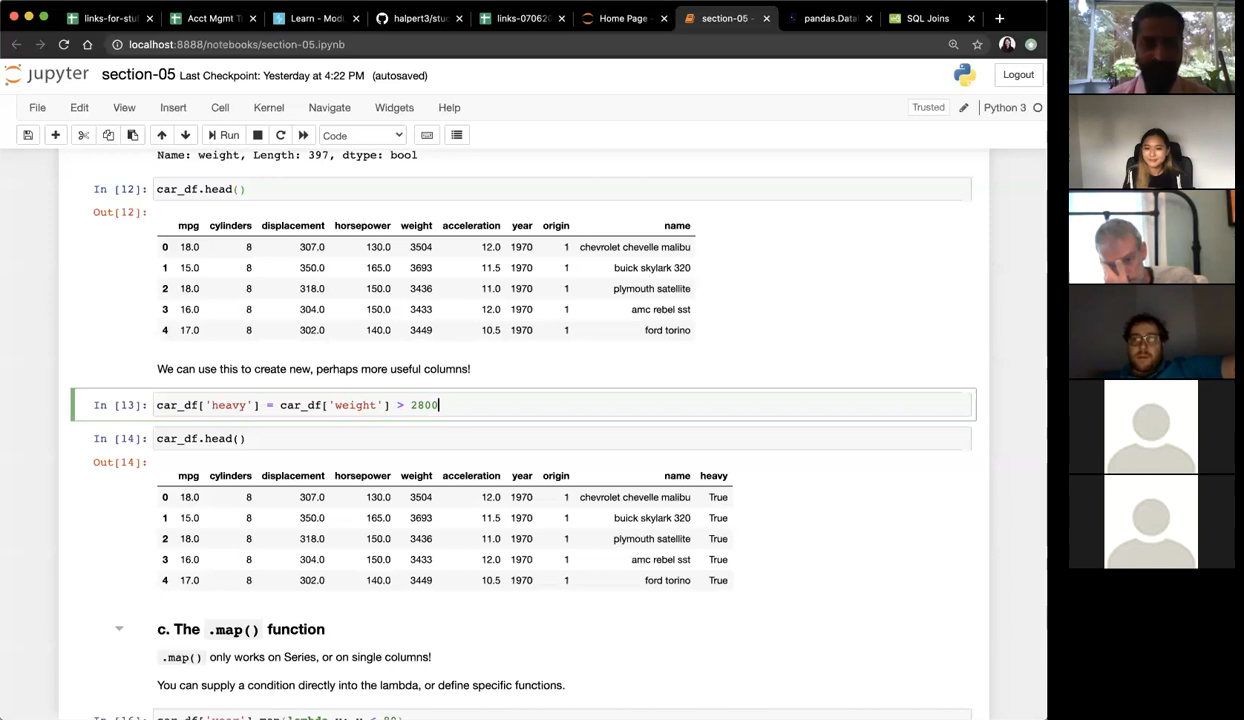 links-for-stu
Acct Mgmt T
Learn - Mod
halpert3/stu
links-07062
Home Page -
section-05 -
pandas.Data
SQL Joins
localhost:8888/notebooks/section-05.ipynb
jupyter section-05 Last Checkpoint: Yesterday at 4:22 PM (autosaved)
Logout
File Edit View Insert Cell Kernel Navigate Widgets Help
Trusted Python 3
Run Code
Name: weight, Length: 397, dtype: bool
In [12]: car_df.head()
Out[12]:
mpg cylinders displacement horsepower weight acceleration year origin name
0 18.0 8 307.0 130.0 3504 12.0 1970 1 chevrolet chevelle malibu
1 15.0 8 350.0 165.0 3693 11.5 1970 1 buick skylark 320
2 18.0 8 318.0 150.0 3436 11.0 1970 1 plymouth satellite
3 16.0 8 304.0 150.0 3433 12.0 1970 1 amc rebel sst
4 17.0 8 302.0 140.0 3449 10.5 1970 1 ford torino
We can use this to create new, perhaps more useful columns!
In [13]: car_df['heavy'] = car_df['weight'] > 2800
In [14]: car_df.head()
Out[14]:
mpg cylinders displacement horsepower weight acceleration year origin name heavy
0 18.0 8 307.0 130.0 3504 12.0 1970 1 chevrolet chevelle malibu True
1 15.0 8 350.0 165.0 3693 11.5 1970 1 buick skylark 320 True
2 18.0 8 318.0 150.0 3436 11.0 1970 1 plymouth satellite True
3 16.0 8 304.0 150.0 3433 12.0 1970 1 amc rebel sst True
4 17.0 8 302.0 140.0 3449 10.5 1970 1 ford torino True
c. The .map() function
.map() only works on Series, or on single columns!
You can supply a condition directly into the lambda, or define specific functions.